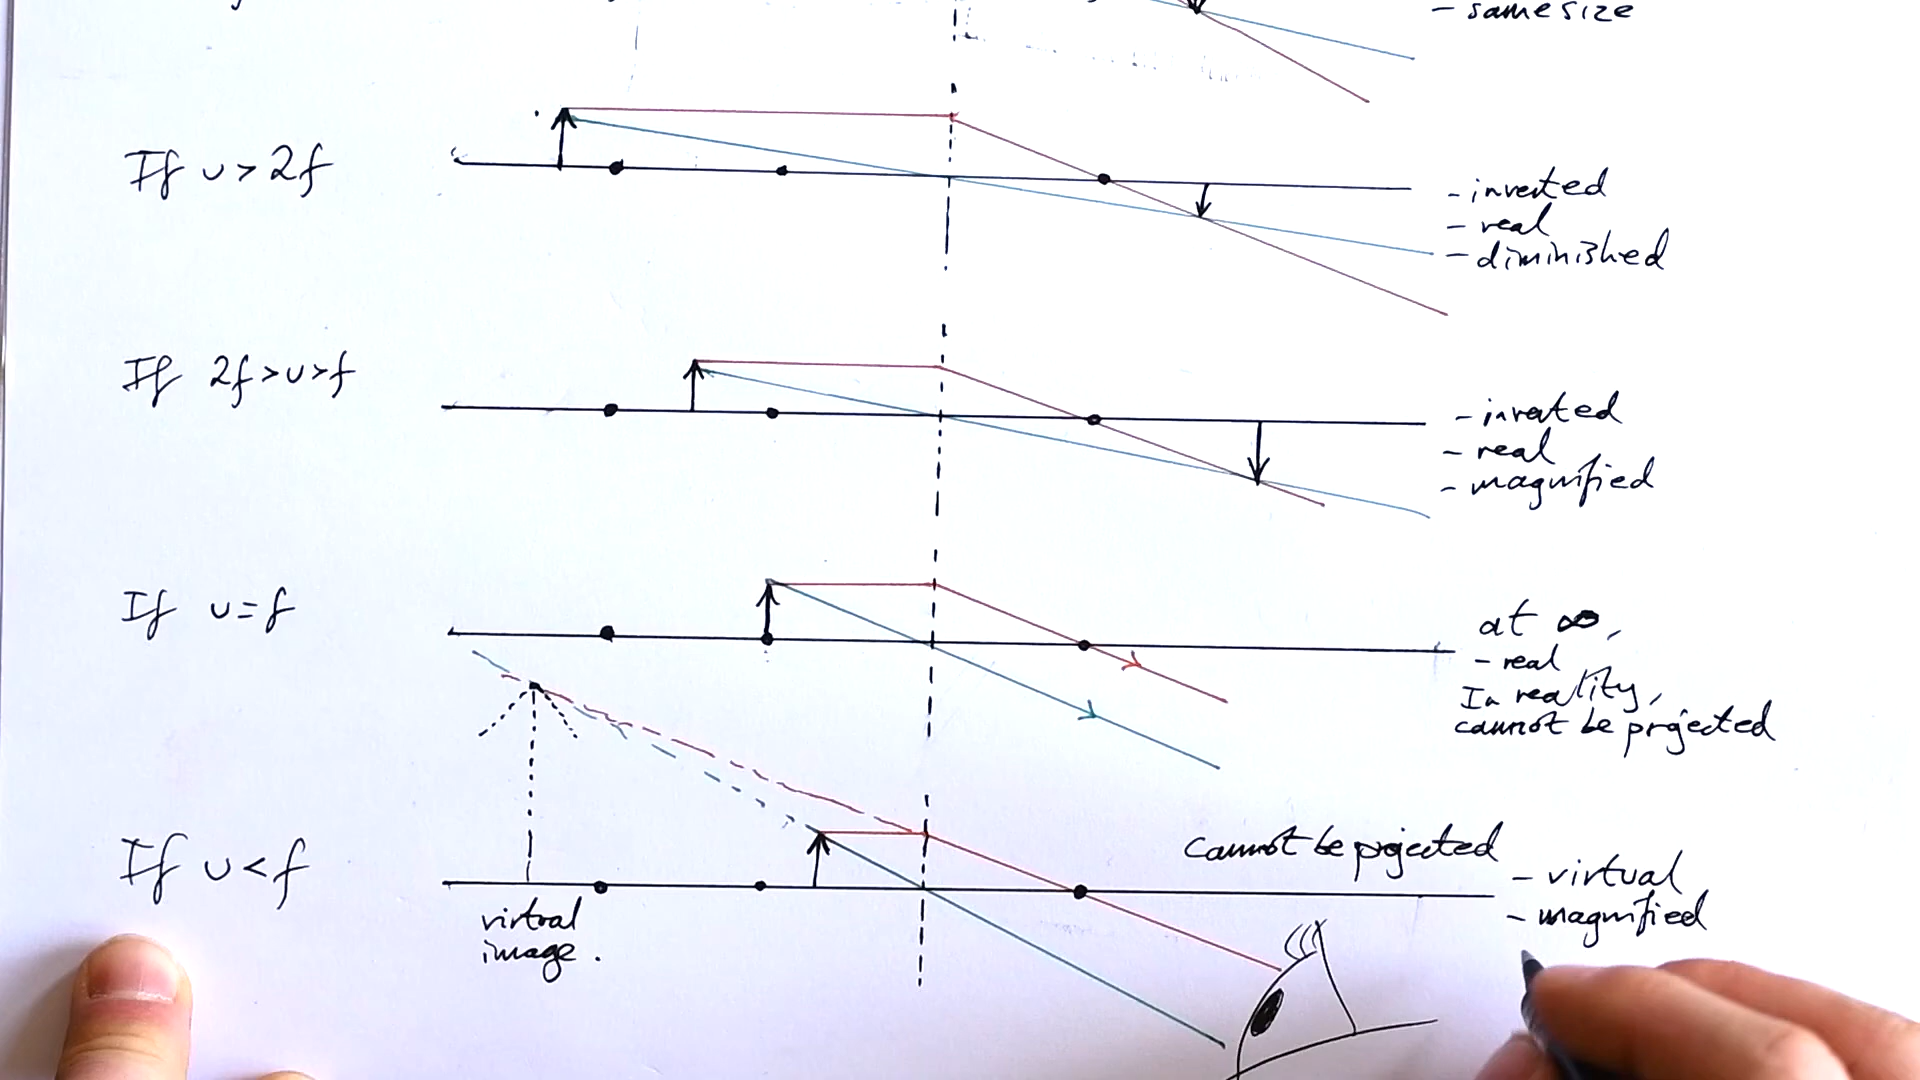 - same size
If u > 2f
- inverted
- real
- diminished
If 2f > u > f
- inverted
- real
- magnified
If u = f
at ∞,
- real
In reality,
cannot be projected
If u < f
cannot be projected
- virtual
- magnified
virtual
image.